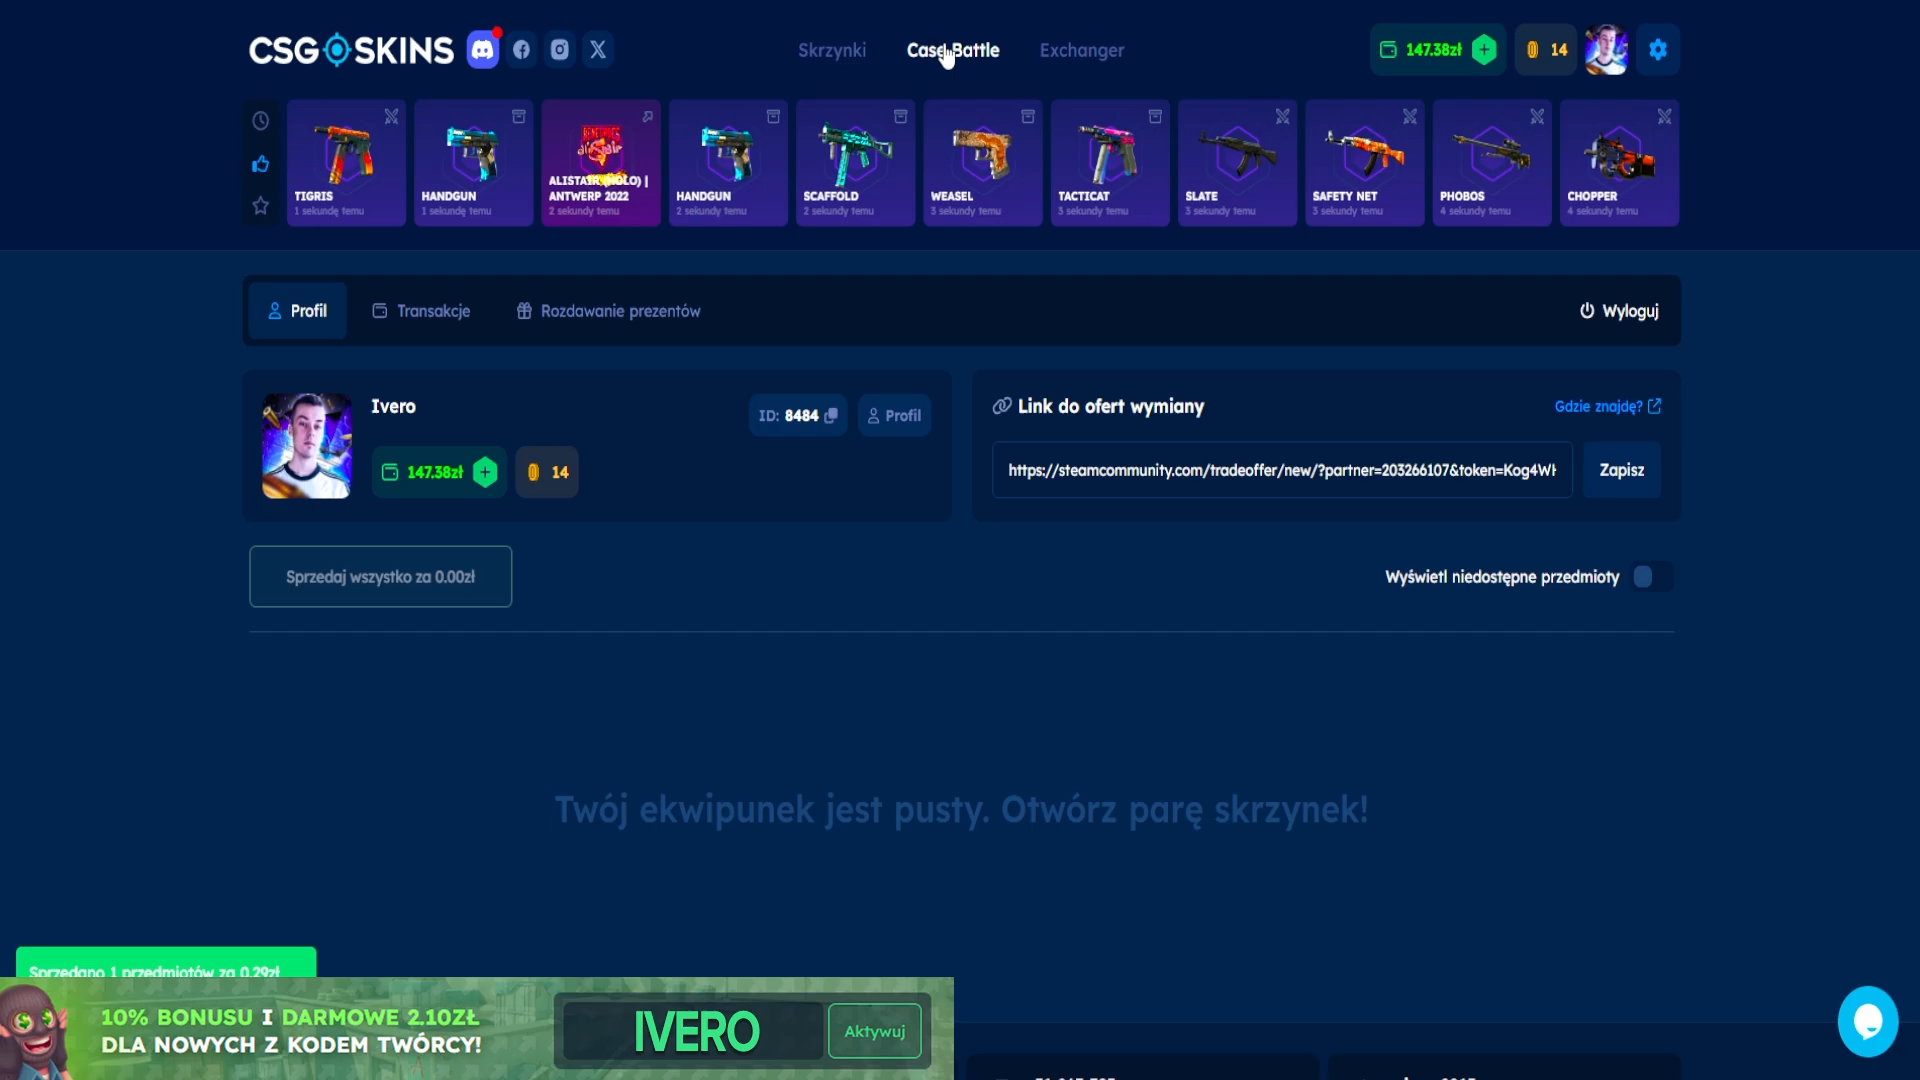 CSGOSKINS
Skrzynki
Case Battle
Exchanger
147.38zł
14
TIGRIS
1 sekundę temu
HANDGUN
1 sekundę temu
ALISTAIR (HOLO) |
ANTWERP 2022
2 sekundy temu
HANDGUN
2 sekundy temu
SCAFFOLD
2 sekundy temu
WEASEL
3 sekundy temu
TACTICAT
3 sekundy temu
SLATE
3 sekundy temu
SAFETY NET
3 sekundy temu
PHOBOS
4 sekundy temu
CHOPPER
4 sekundy temu
Profil
Transakcje
Rozdawanie prezentów
Wyloguj
Ivero
ID: 8484
Profil
147.38zł
14
Link do ofert wymiany
Gdzie znajdę?
https://steamcommunity.com/tradeoffer/new/?partner=203266107&token=Kog4W
Zapisz
Sprzedaj wszystko za 0.00zł
Wyświetl niedostępne przedmioty
Twój ekwipunek jest pusty. Otwórz parę skrzynek!
Sprzedano 1 przedmiotów za 0.29zł
10% BONUSU I DARMOWE 2.10ZŁ
DLA NOWYCH Z KODEM TWÓRCY!
IVERO
Aktywuj